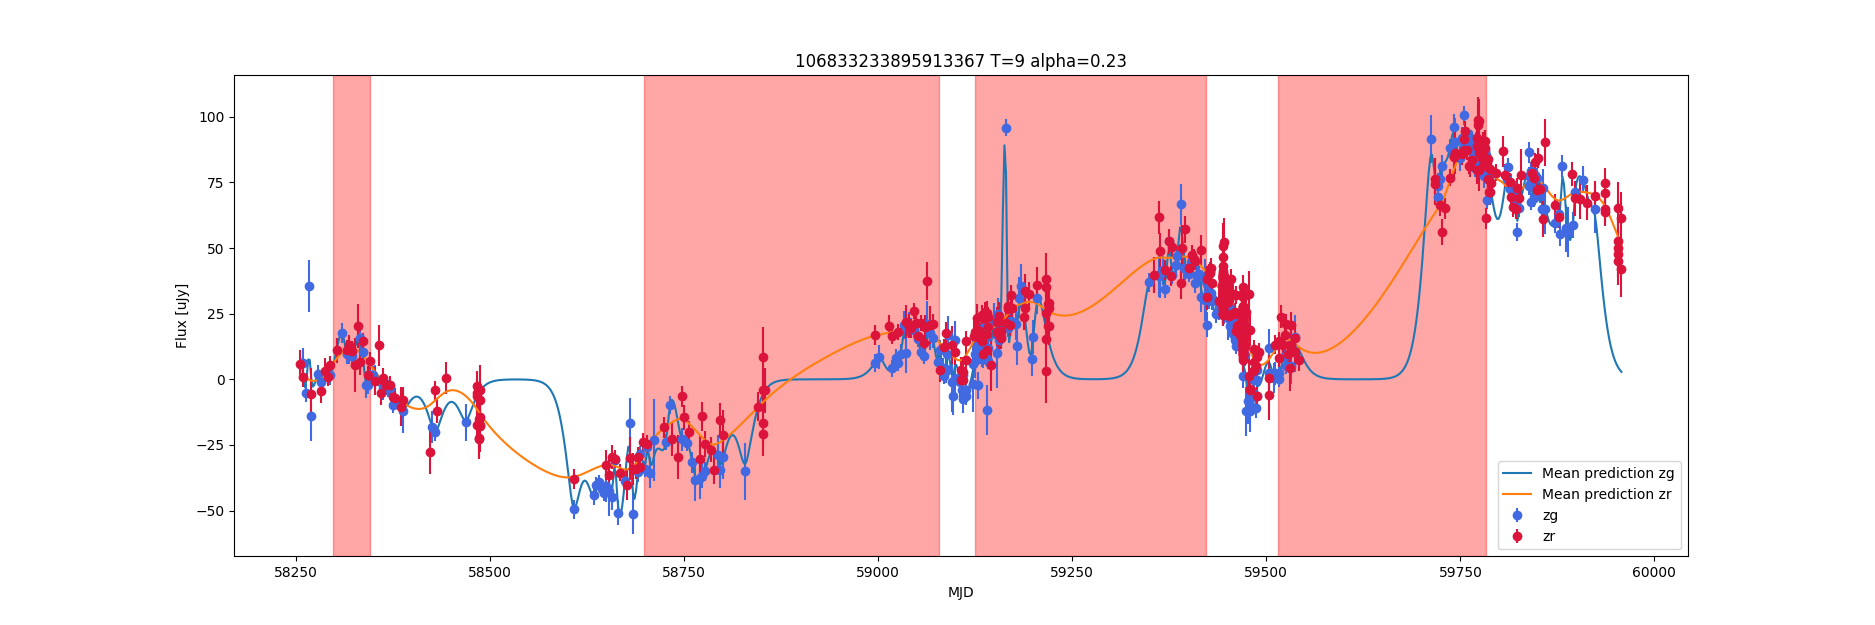 106833233895913367 T=9 alpha=0.23
Flux [uJy]
100
75
50
25
0
−25
−50
58250 58500 58750 59000 59250 59500 59750 60000
MJD
Mean prediction zg
Mean prediction zr
zg
zr